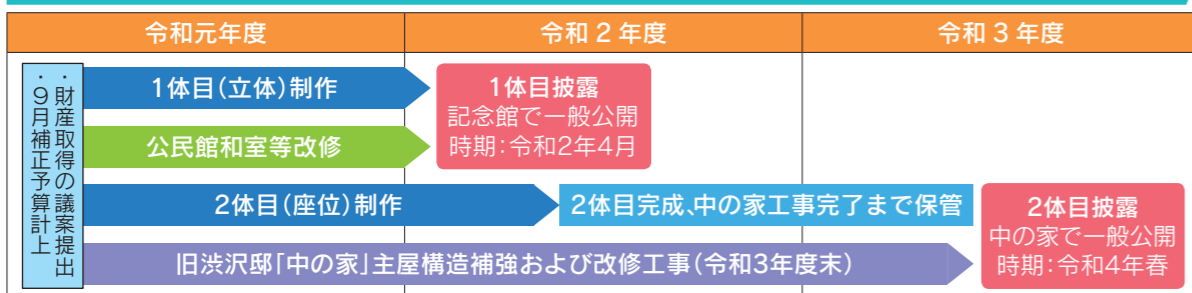 令和元年度
令和 2 年度
令和 3 年度
・財産取得の議案提出
・9月補正予算計上
1体目(立体)制作
公民館和室等改修
1体目披露
記念館で一般公開
時期:令和2年4月
2体目(座位)制作
2体目完成、中の家工事完了まで保管
旧渋沢邸「中の家」主屋構造補強および改修工事(令和3年度末)
2体目披露
中の家で一般公開
時期:令和4年春